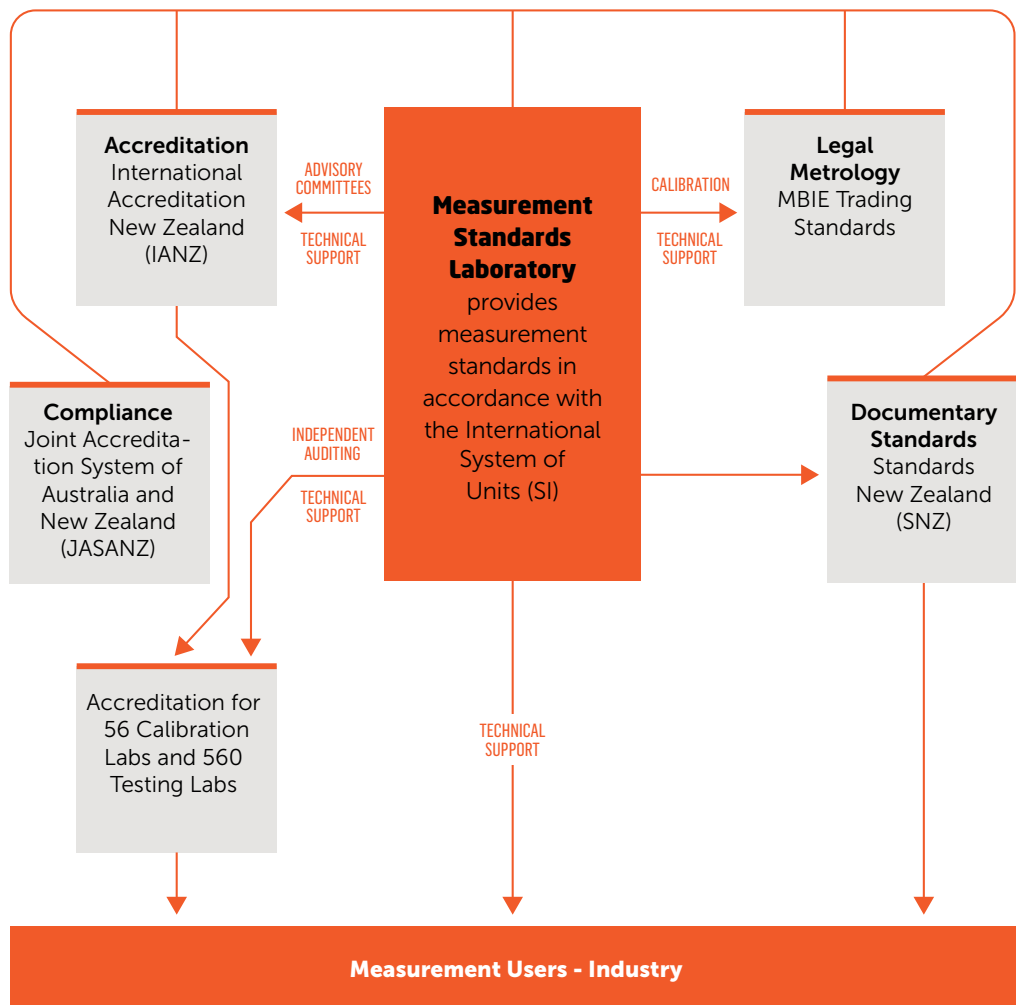 Accreditation
International
Accreditation
New Zealand
(IANZ)
ADVISORY
COMMITTEES
TECHNICAL
SUPPORT
Measurement
Standards
Laboratory
provides
measurement
standards in
accordance with
the International
System of
Units (SI)
CALIBRATION
TECHNICAL
SUPPORT
Legal
Metrology
MBIE Trading
Standards
Compliance
Joint Accredita-
tion System of
Australia and
New Zealand
(JASANZ)
INDEPENDENT
AUDITING
TECHNICAL
SUPPORT
Documentary
Standards
Standards
New Zealand
(SNZ)
Accreditation for
56 Calibration
Labs and 560
Testing Labs
TECHNICAL
SUPPORT
Measurement Users - Industry